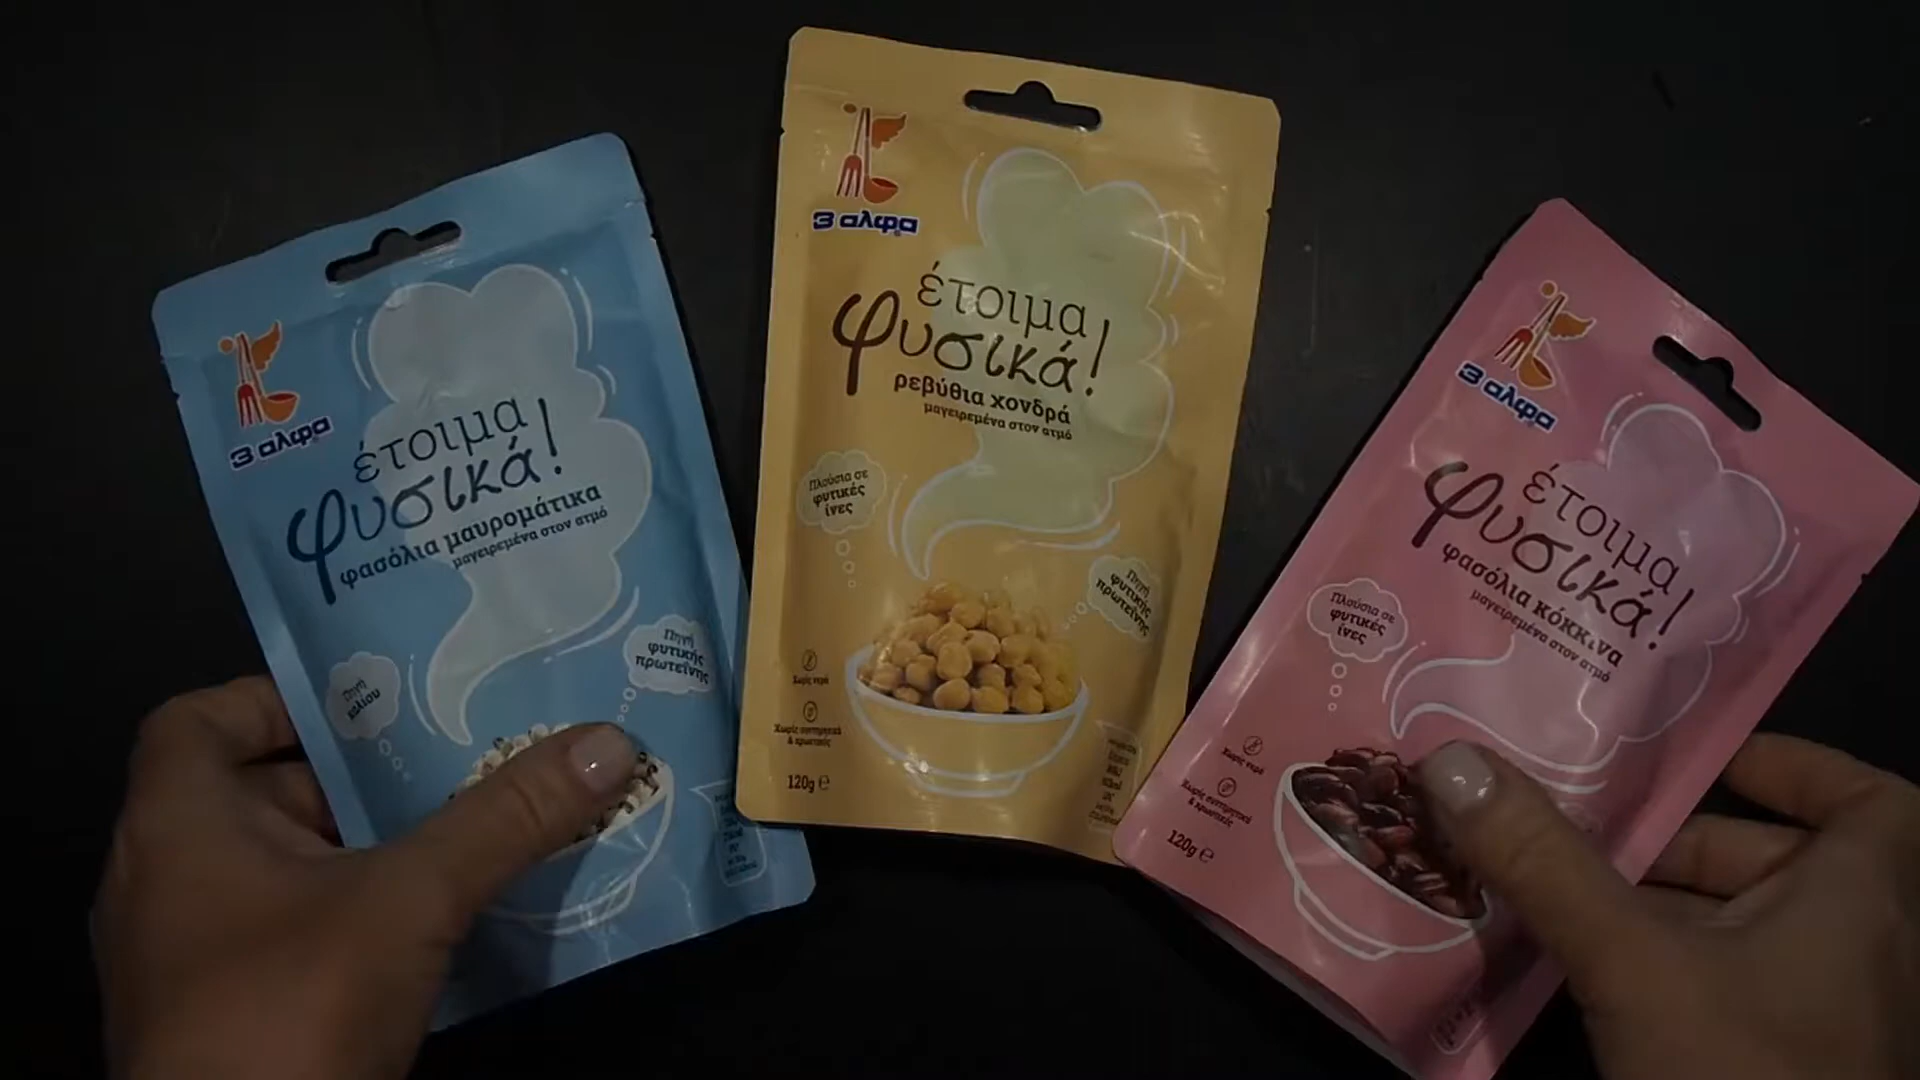 3 αλφα
έτοιμα
φυσικά!
φασόλια μαυρομάτικα
μαγειρεμένα στον ατμό
Πηγή
καλίου
Πηγή
φυτικής
πρωτεΐνης
3 αλφα
έτοιμα
φυσικά!
ρεβύθια χονδρά
μαγειρεμένα στον ατμό
Πλούσια σε
φυτικές
ίνες
Πηγή
φυτικής
πρωτεΐνης
Χωρίς νερό
Χωρίς συντηρητικά
& χρωστικές
120g e
3 αλφα
έτοιμα
φυσικά!
φασόλια κόκκινα
μαγειρεμένα στον ατμό
Πλούσια σε
φυτικές
ίνες
Χωρίς νερό
Χωρίς συντηρητικά
& χρωστικές
120g e